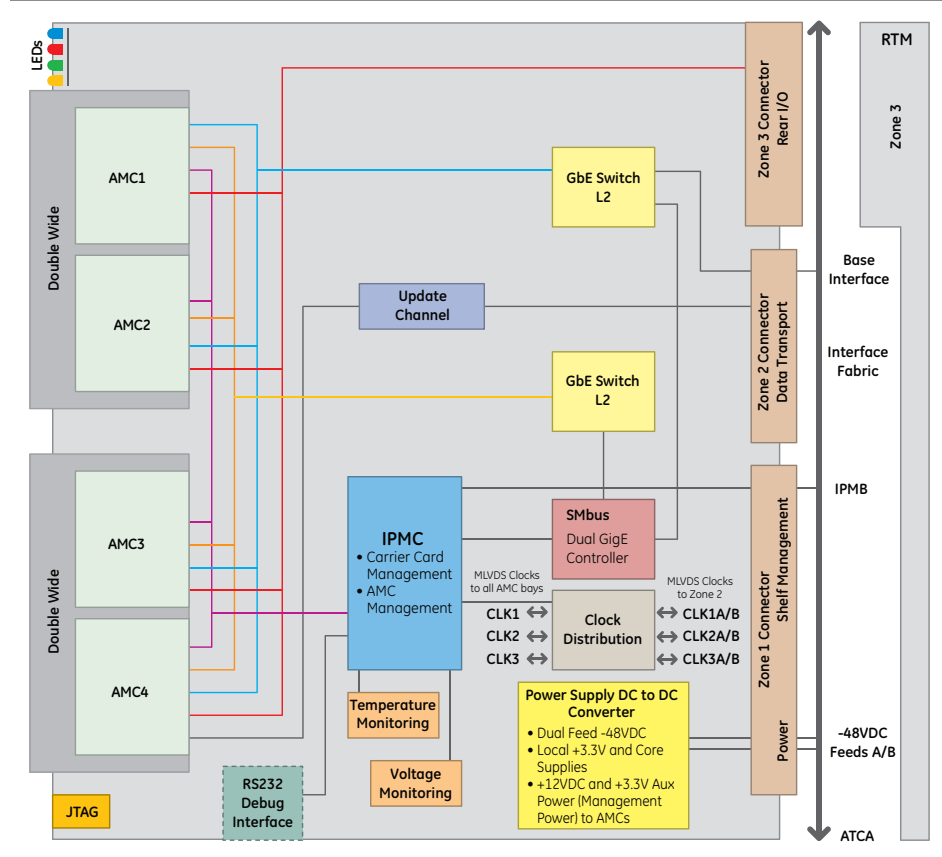 LEDs
Double Wide
AMC1
AMC2
Double Wide
AMC3
AMC4
JTAG
RS232
Debug
Interface
Update
Channel
GbE Switch
L2
GbE Switch
L2
IPMC
• Carrier Card
Management
• AMC
Management
Temperature
Monitoring
Voltage
Monitoring
SMbus
Dual GigE
Controller
MLVDS Clocks
to all AMC bays
CLK1
CLK2
CLK3
Clock
Distribution
MLVDS Clocks
to Zone 2
CLK1A/B
CLK2A/B
CLK3A/B
Power Supply DC to DC
Converter
• Dual Feed -48VDC
• Local +3.3V and Core
Supplies
• +12VDC and +3.3V Aux
Power (Management
Power) to AMCs
Zone 3 Connector
Rear I/O
Zone 2 Connector
Data Transport
Zone 1 Connector
Shelf Management
Power
RTM
Zone 3
Base
Interface
Interface
Fabric
IPMB
-48VDC
Feeds A/B
ATCA